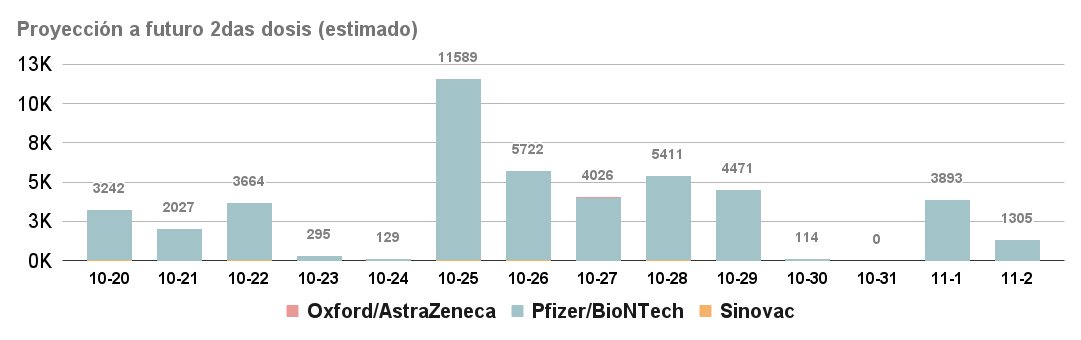 Proyección a futuro 2das dosis (estimado)
13K
10K
8K
5K
3K
0K
3242
2027
3664
295
129
11589
5722
4026
5411
4471
114
0
3893
1305
10-20 10-21 10-22 10-23 10-24 10-25 10-26 10-27 10-28 10-29 10-30 10-31 11-1 11-2
Oxford/AstraZeneca Pfizer/BioNTech Sinovac